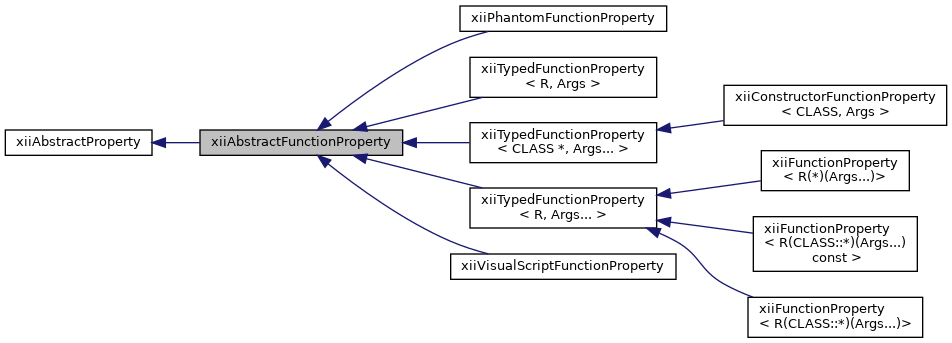 xiiPhantomFunctionProperty
xiiTypedFunctionProperty
< R, Args >
xiiConstructorFunctionProperty
< CLASS, Args >
xiiAbstractProperty
xiiAbstractFunctionProperty
xiiTypedFunctionProperty
< CLASS *, Args... >
xiiFunctionProperty
< R(*)(Args...)>
xiiTypedFunctionProperty
< R, Args... >
xiiFunctionProperty
< R(CLASS::*)(Args...)
const >
xiiVisualScriptFunctionProperty
xiiFunctionProperty
< R(CLASS::*)(Args...)>